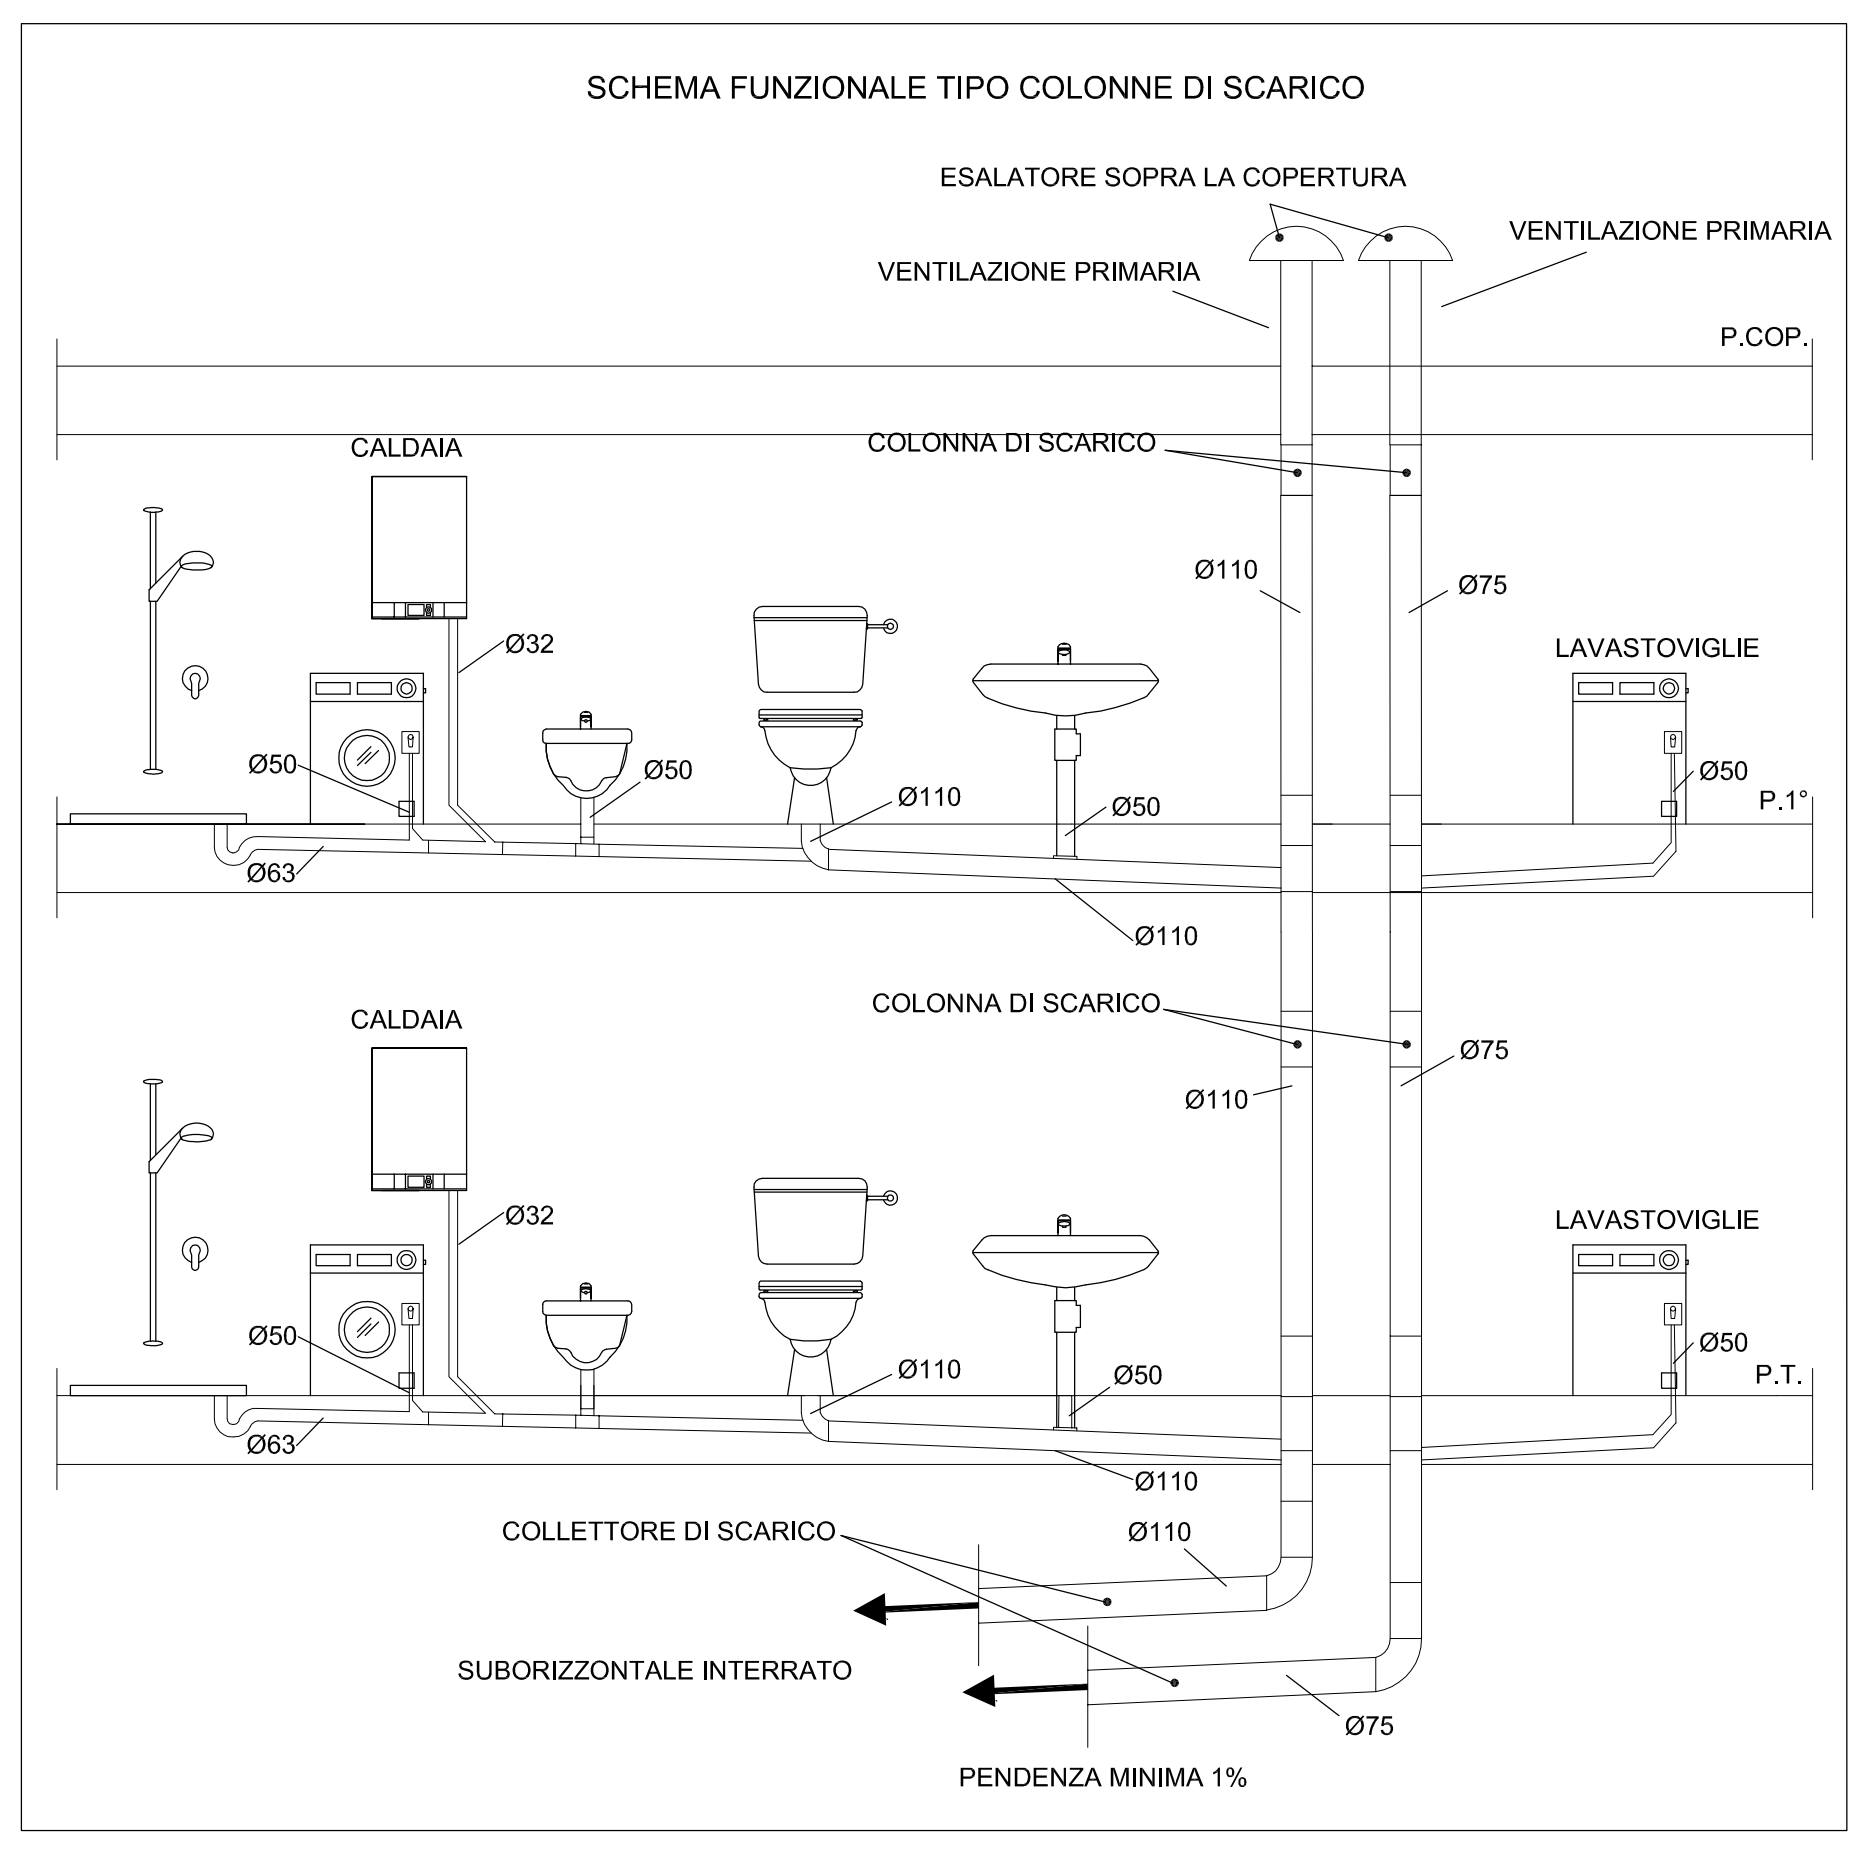 SCHEMA FUNZIONALE TIPO COLONNE DI SCARICO
ESALATORE SOPRA LA COPERTURA
VENTILAZIONE PRIMARIA
VENTILAZIONE PRIMARIA
P.COP.
COLONNA DI SCARICO
CALDAIA
Ø110
Ø75
Ø32
LAVASTOVIGLIE
Ø50
Ø50
Ø50
Ø110
Ø50
P.1°
Ø63
Ø110
COLONNA DI SCARICO
CALDAIA
Ø75
Ø110
Ø32
LAVASTOVIGLIE
Ø50
Ø50
Ø110
Ø50
P.T.
Ø63
Ø110
COLLETTORE DI SCARICO
Ø110
SUBORIZZONTALE INTERRATO
Ø75
PENDENZA MINIMA 1%